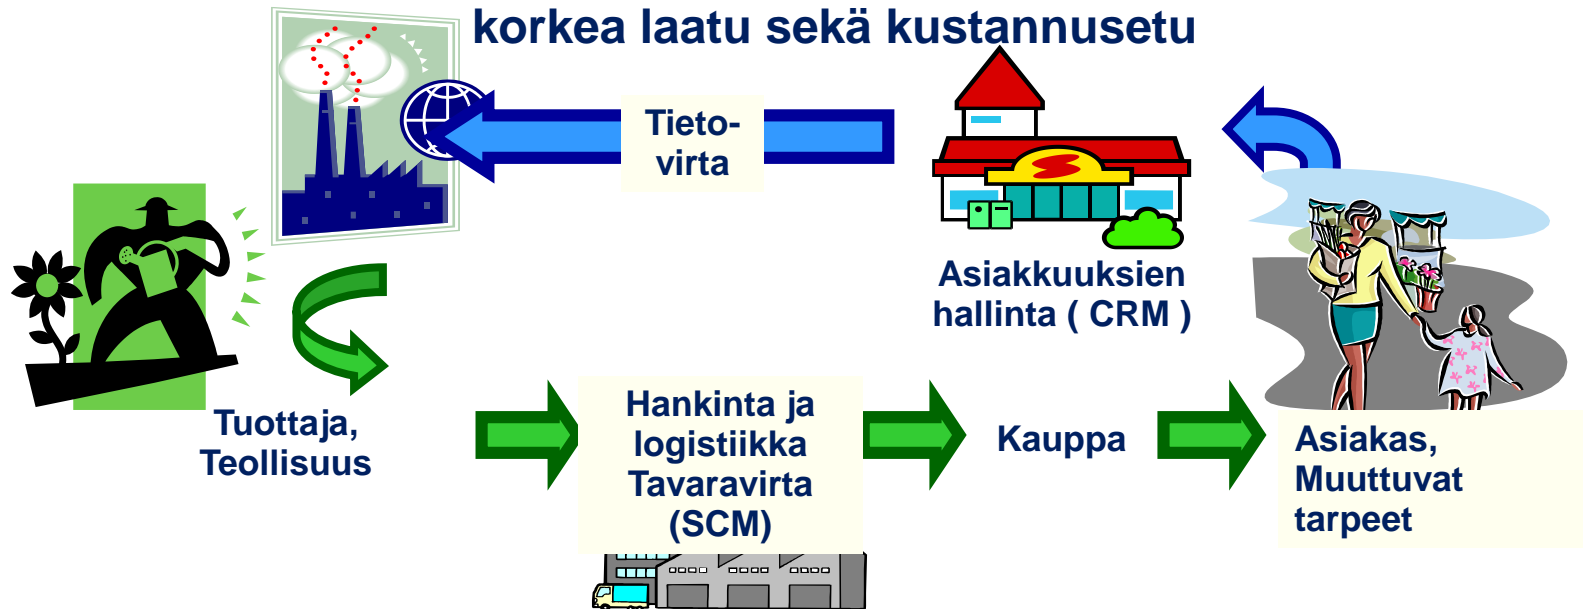 korkea laatu sekä kustannusetu
Tieto-
virta
Asiakkuuksien
hallinta ( CRM )
Tuottaja,
Teollisuus
Hankinta ja
logistiikka
Tavaravirta
(SCM)
Kauppa
Asiakas,
Muuttuvat
tarpeet